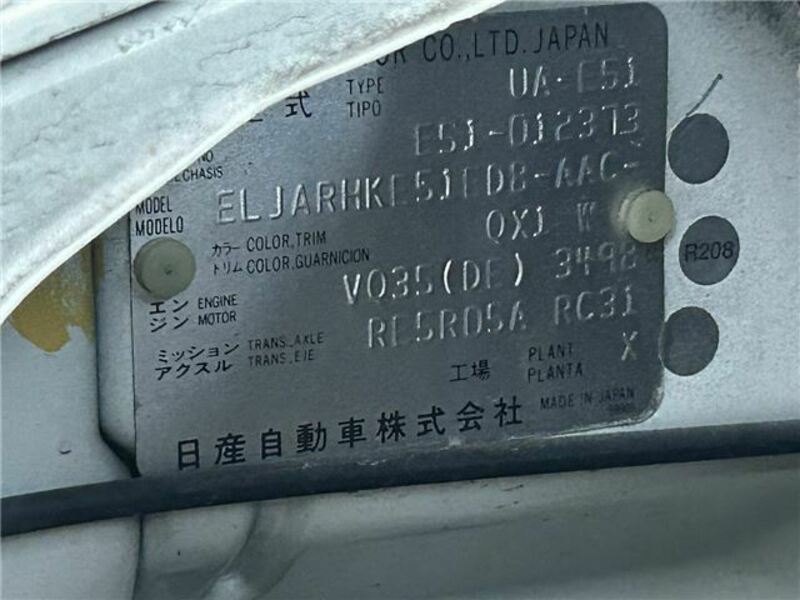 CO.,LTD. JAPAN
式 TYPE TIPO UA-E51
NO CHASIS E51-012373
MODEL MODELO ELJARHKE51EDB-AAC-
カラー COLOR,TRIM トリム COLOR,GUARNICION QX1 W
エンジン ENGINE MOTOR VQ35(DE) 3498
ミッション TRANS.,AXLE アクスル TRANS.,EJE RE5R05A RC31
工場 PLANT PLANTA X
MADE IN JAPAN
日産自動車株式会社
R208